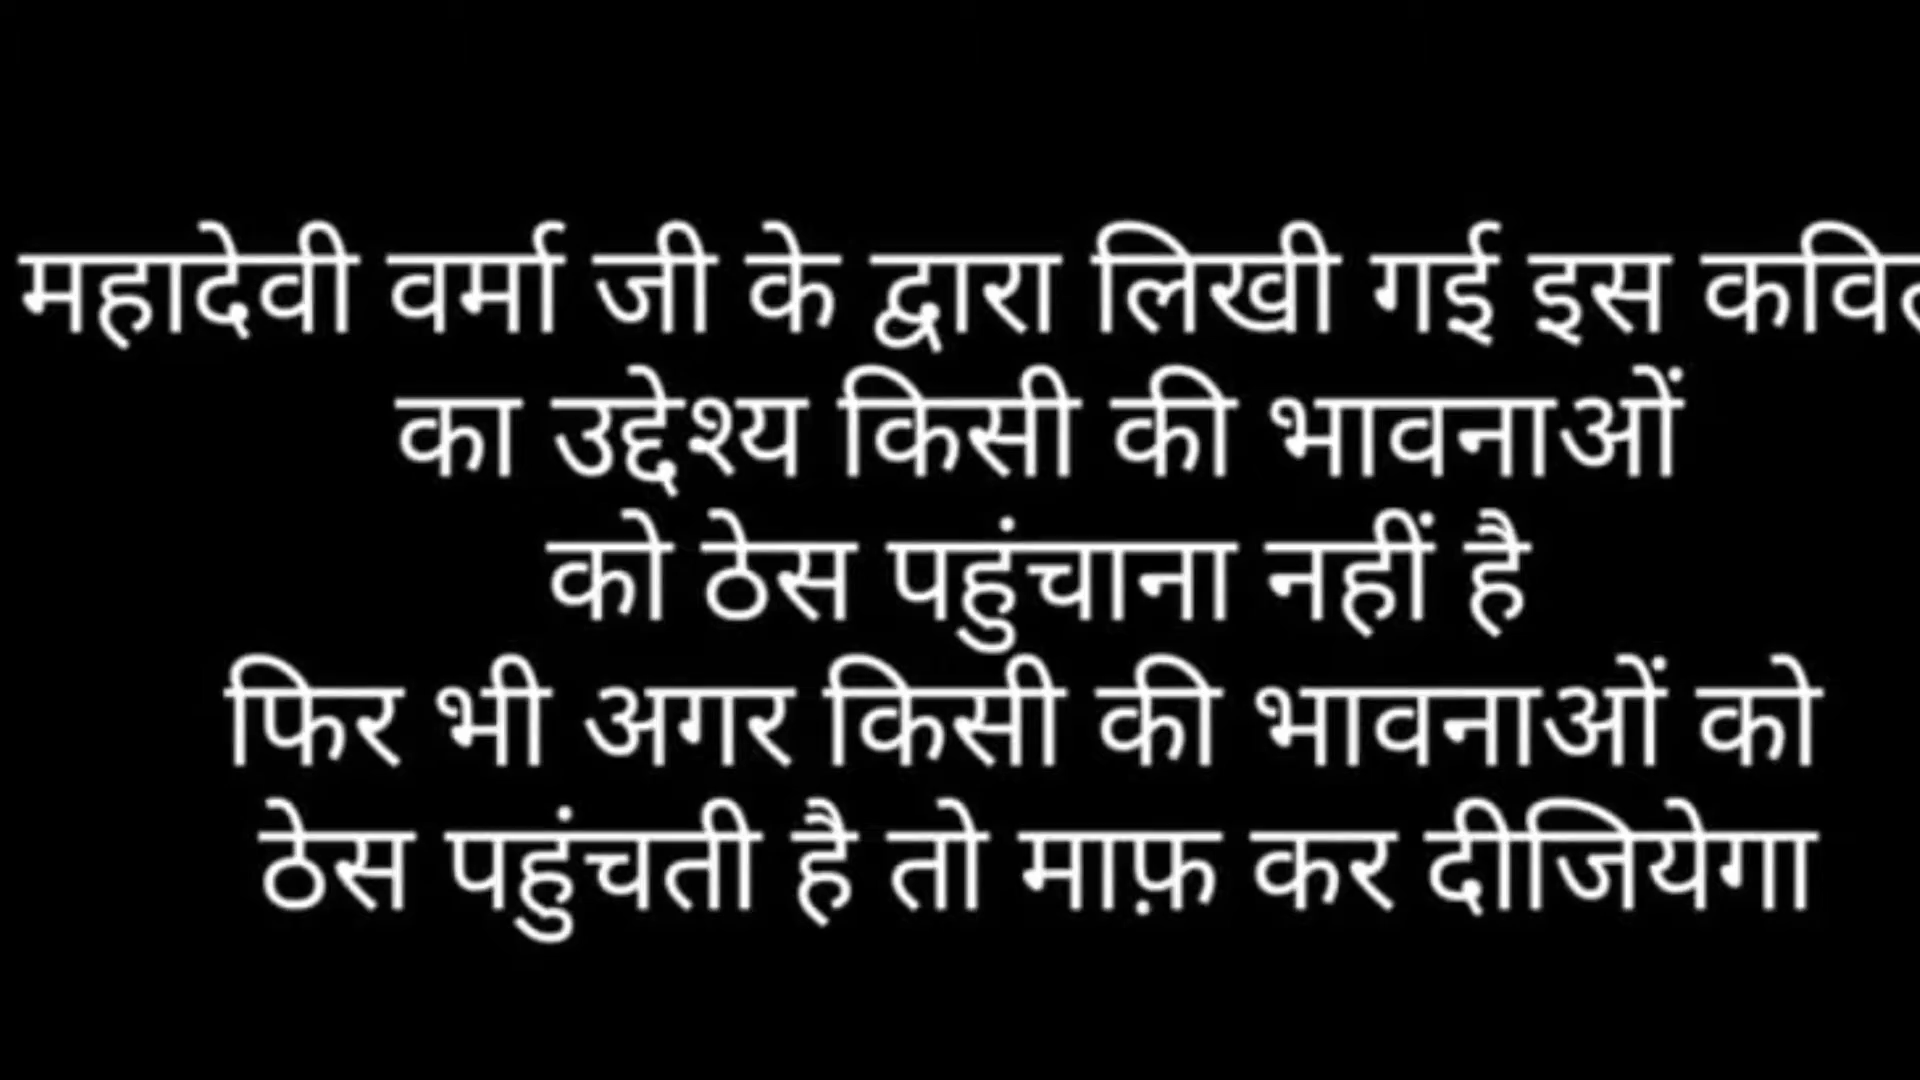 महादेवी वर्मा जी के द्वारा लिखी गई इस
का उद्देश्य किसी की भावनाओं
को ठेस पहुंचाना नहीं है
फिर भी अगर किसी की भावनाओं को
ठेस पहुंचती है तो माफ़ कर दीजियेगा